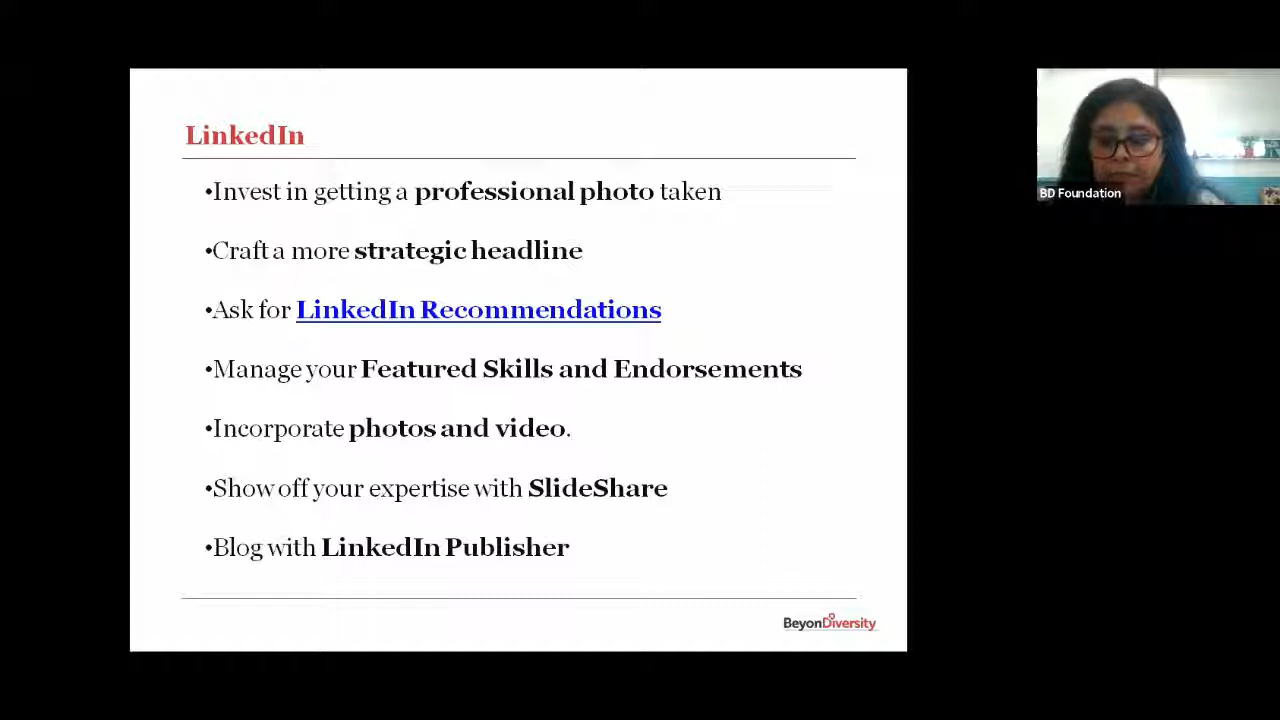 LinkedIn
•Invest in getting a professional photo taken
•Craft a more strategic headline
•Ask for LinkedIn Recommendations
•Manage your Featured Skills and Endorsements
•Incorporate photos and video.
•Show off your expertise with SlideShare
•Blog with LinkedIn Publisher
BeyonDiversity
BD Foundation